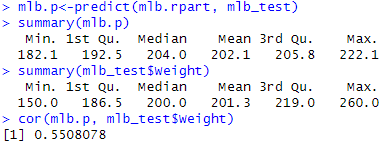 > mlb.p<-predict(mlb.rpart, mlb_test)
> summary(mlb.p)
Min. 1st Qu. Median Mean 3rd Qu. Max.
182.1 192.5 204.0 202.1 205.8 222.1
> summary(mlb_test$weight)
Min. 1st Qu. Median Mean 3rd Qu. Max.
150.0 186.5 200.0 201.3 219.0 260.0
> cor(mlb.p, mlb_test$weight)
[1] 0.5508078